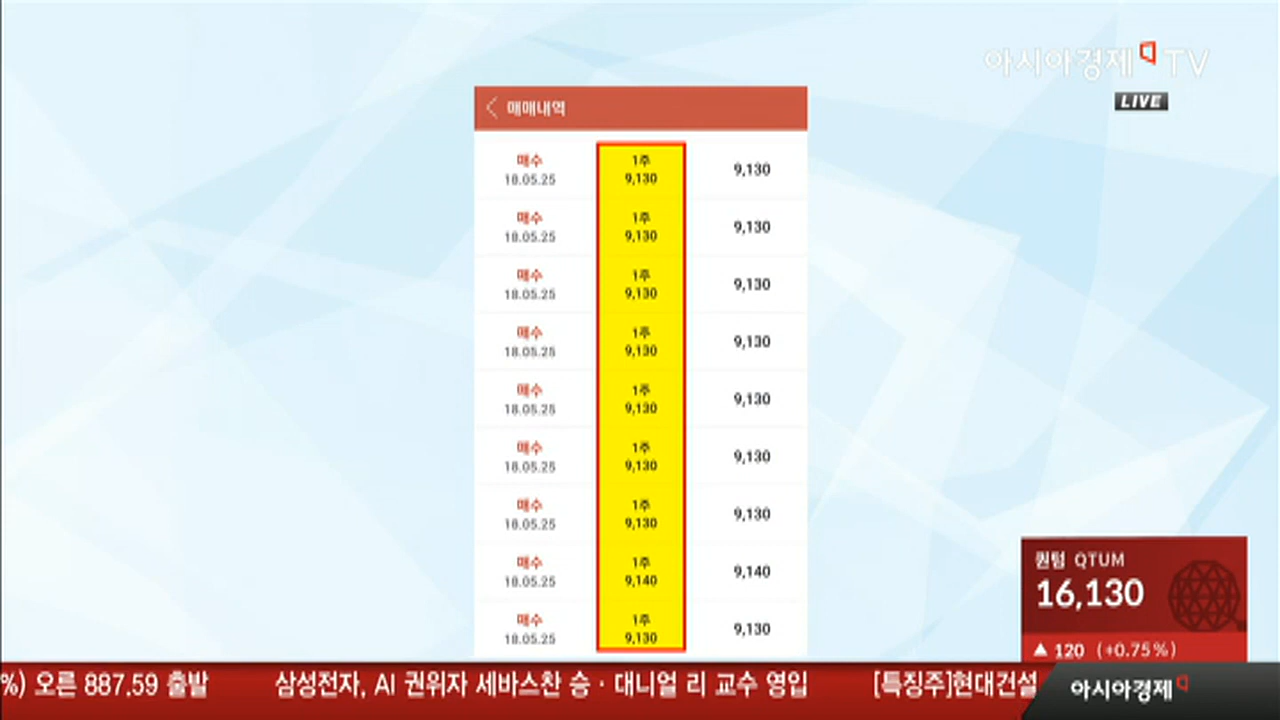 아시아경제 TV
LIVE
매매내역
매수 1주 9,130
18.05.25 9,130
매수 1주 9,130
18.05.25 9,130
매수 1주 9,130
18.05.25 9,130
매수 1주 9,130
18.05.25 9,130
매수 1주 9,130
18.05.25 9,130
매수 1주 9,130
18.05.25 9,130
매수 1주 9,130
18.05.25 9,130
매수 1주 9,140
18.05.25 9,140
매수 1주 9,130
18.05.25 9,130
퀀텀 QTUM
16,130
▲ 120 (+0.75%)
%) 오른 887.59 출발 삼성전자, AI 권위자 세바스찬 승·대니얼 리 교수 영입 [특징주]현대건설
아시아경제